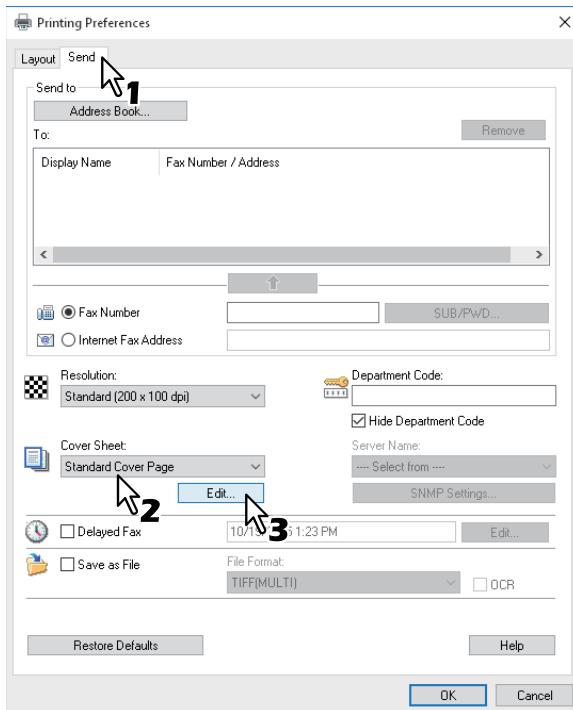 Printing Preferences
Layout Send
1
Send to
Address Book...
To: Remove
Display Name Fax Number / Address
Fax Number SUB/PWD...
Internet Fax Address
Resolution: Department Code:
Standard (200 x 100 dpi)
Hide Department Code
Cover Sheet: Server Name:
Standard Cover Page ---- Select from ----
2 Edit... 3 SNMP Settings...
Delayed Fax 1:23 PM Edit...
Save as File File Format:
TIFF(MULTI) OCR
Restore Defaults Help
OK Cancel